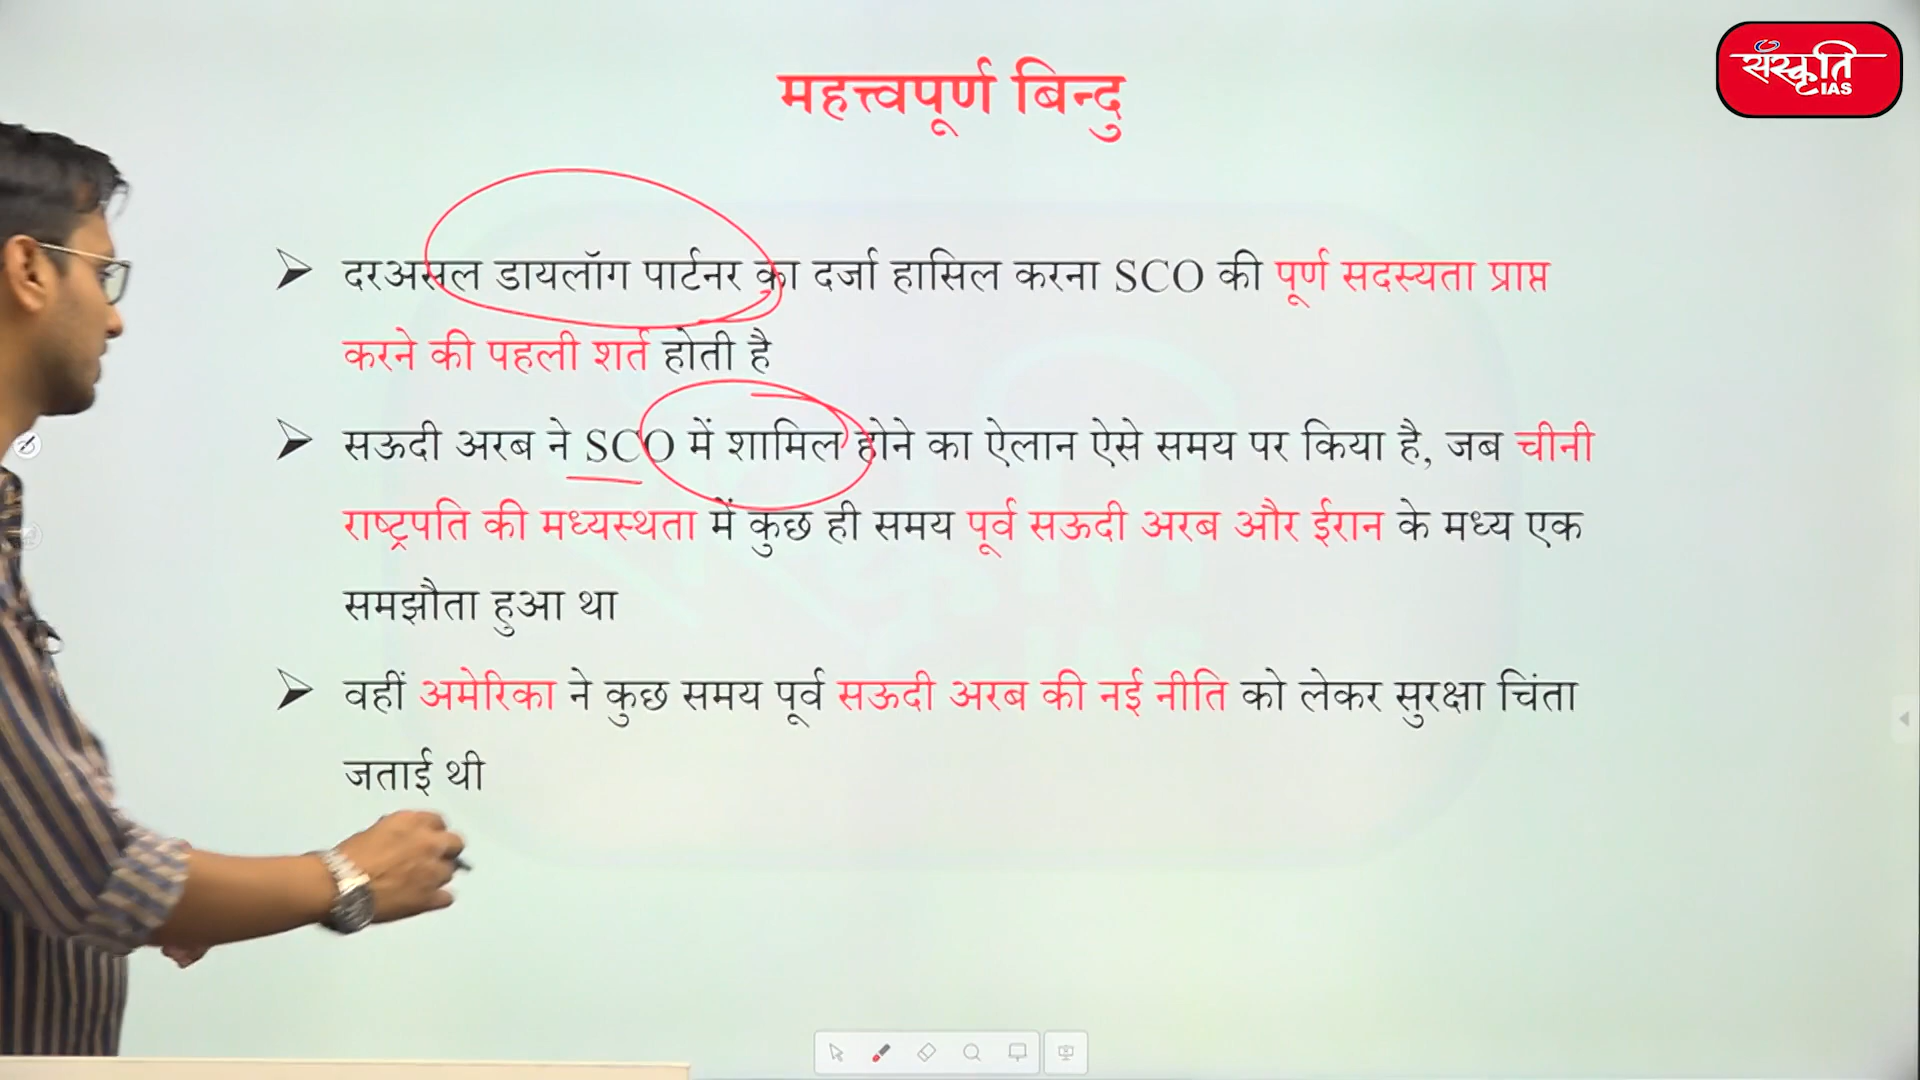 संस्कृति
IAS
महत्त्वपूर्ण बिन्दु
दरअसल डायलॉग पार्टनर का दर्जा हासिल करना SCO की पूर्ण सदस्यता प्राप्त
करने की पहली शर्त होती है
सऊदी अरब ने SCO में शामिल होने का ऐलान ऐसे समय पर किया है, जब चीनी
राष्ट्रपति की मध्यस्थता में कुछ ही समय पूर्व सऊदी अरब और ईरान के मध्य एक
समझौता हुआ था
वहीं अमेरिका ने कुछ समय पूर्व सऊदी अरब की नई नीति को लेकर सुरक्षा चिंता
जताई थी